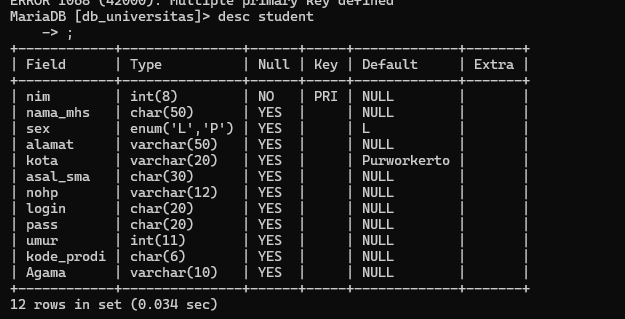 ERROR 1068 (42000): Multiple primary key defined
MariaDB [db_universitas]> desc student
    -> ;
+------------+---------------+------+-----+------------+-------+
| Field      | Type          | Null | Key | Default    | Extra |
+------------+---------------+------+-----+------------+-------+
| nim        | int(8)        | NO   | PRI | NULL       |       |
| nama_mhs   | char(50)      | YES  |     | NULL       |       |
| sex        | enum('L','P') | YES  |     | L          |       |
| alamat     | varchar(50)   | YES  |     | NULL       |       |
| kota       | varchar(20)   | YES  |     | Purworkerto |       |
| asal_sma   | char(30)      | YES  |     | NULL       |       |
| nohp       | varchar(12)   | YES  |     | NULL       |       |
| login      | char(20)      | YES  |     | NULL       |       |
| pass       | char(20)      | YES  |     | NULL       |       |
| umur       | int(11)       | YES  |     | NULL       |       |
| kode_prodi | char(6)       | YES  |     | NULL       |       |
| Agama      | varchar(10)   | YES  |     | NULL       |       |
+------------+---------------+------+-----+------------+-------+
12 rows in set (0.034 sec)